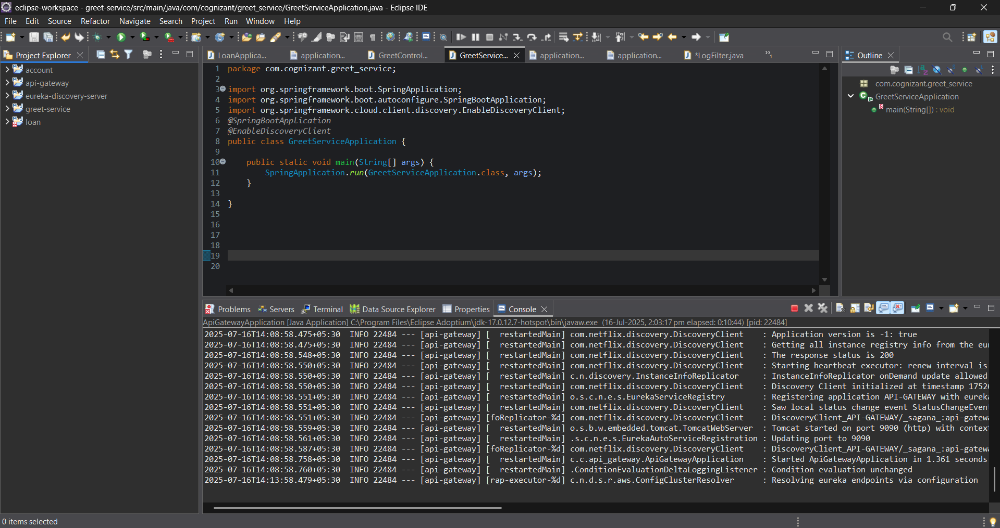 eclipse-workspace - greet-service/src/main/java/com/cognizant/greet_service/GreetServiceApplication.java - Eclipse IDE
File Edit Source Refactor Navigate Search Project Run Window Help
Project Explorer
account
api-gateway
eureka-discovery-server
greet-service
loan
LoanApplica... application... GreetControl... GreetService... application... application... *LogFilter.java »1
1 package com.cognizant.greet_service;
2
3 import org.springframework.boot.SpringApplication;
4 import org.springframework.boot.autoconfigure.SpringBootApplication;
5 import org.springframework.cloud.client.discovery.EnableDiscoveryClient;
6 @SpringBootApplication
7 @EnableDiscoveryClient
8 public class GreetServiceApplication {
9
10 public static void main(String[] args) {
11 SpringApplication.run(GreetServiceApplication.class, args);
12 }
13
14 }
15
16
17
18
19
20
Outline
com.cognizant.greet_service
GreetServiceApplication
main(String[]) : void
Problems Servers Terminal Data Source Explorer Properties Console
ApiGatewayApplication [Java Application] C:\Program Files\Eclipse Adoptium\jdk-17.0.12.7-hotspot\bin\javaw.exe (16-Jul-2025, 2:03:17 pm elapsed: 0:10:44) [pid: 22484]
2025-07-16T14:08:58.475+05:30 INFO 22484 --- [api-gateway] [ restartedMain] com.netflix.discovery.DiscoveryClient : Application version is -1: true
2025-07-16T14:08:58.475+05:30 INFO 22484 --- [api-gateway] [ restartedMain] com.netflix.discovery.DiscoveryClient : Getting all instance registry info from the eu
2025-07-16T14:08:58.548+05:30 INFO 22484 --- [api-gateway] [ restartedMain] com.netflix.discovery.DiscoveryClient : The response status is 200
2025-07-16T14:08:58.550+05:30 INFO 22484 --- [api-gateway] [ restartedMain] com.netflix.discovery.DiscoveryClient : Starting heartbeat executor: renew interval is
2025-07-16T14:08:58.550+05:30 INFO 22484 --- [api-gateway] [ restartedMain] c.n.discovery.InstanceInfoReplicator : InstanceInfoReplicator onDemand update allowed
2025-07-16T14:08:58.550+05:30 INFO 22484 --- [api-gateway] [ restartedMain] com.netflix.discovery.DiscoveryClient : Discovery Client initialized at timestamp 1752
2025-07-16T14:08:58.551+05:30 INFO 22484 --- [api-gateway] [ restartedMain] o.s.c.n.e.s.EurekaServiceRegistry : Registering application API-GATEWAY with eurek
2025-07-16T14:08:58.551+05:30 INFO 22484 --- [api-gateway] [ restartedMain] com.netflix.discovery.DiscoveryClient : Saw local status change event StatusChangeEven
2025-07-16T14:08:58.551+05:30 INFO 22484 --- [api-gateway] [foReplicator-%d] com.netflix.discovery.DiscoveryClient : DiscoveryClient_API-GATEWAY/_sagana_:api-gatew
2025-07-16T14:08:58.559+05:30 INFO 22484 --- [api-gateway] [ restartedMain] o.s.b.w.embedded.tomcat.TomcatWebServer : Tomcat started on port 9090 (http) with contex
2025-07-16T14:08:58.561+05:30 INFO 22484 --- [api-gateway] [ restartedMain] .s.c.n.e.s.EurekaAutoServiceRegistration : Updating port to 9090
2025-07-16T14:08:58.587+05:30 INFO 22484 --- [api-gateway] [foReplicator-%d] com.netflix.discovery.DiscoveryClient : DiscoveryClient_API-GATEWAY/_sagana_:api-gatew
2025-07-16T14:08:58.758+05:30 INFO 22484 --- [api-gateway] [ restartedMain] c.c.api_gateway.ApiGatewayApplication : Started ApiGatewayApplication in 1.361 seconds
2025-07-16T14:08:58.760+05:30 INFO 22484 --- [api-gateway] [ restartedMain] .ConditionEvaluationDeltaLoggingListener : Condition evaluation unchanged
2025-07-16T14:13:58.479+05:30 INFO 22484 --- [api-gateway] [rap-executor-%d] c.n.d.s.r.aws.ConfigClusterResolver : Resolving eureka endpoints via configuration
0 items selected